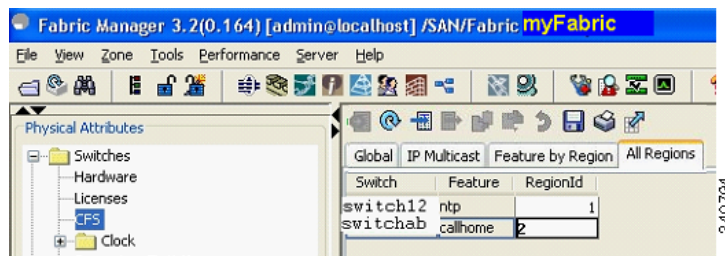 Fabric Manager 3.2(0.164) [admin@localhost] /SAN/Fabric myFabric
File View Zone Tools Performance Server Help
Physical Attributes
Switches
Hardware
Licenses
CFS
Clock
Global IP Multicast Feature by Region All Regions
Switch Feature RegionId
switch12 ntp 1
switchab callhome 2